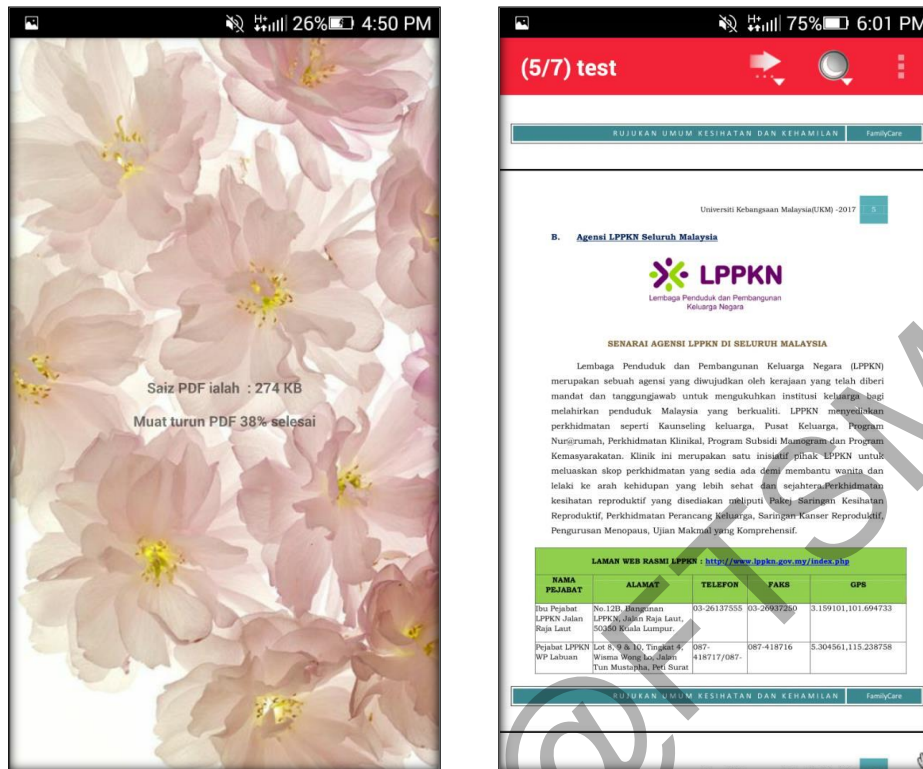 H+ 26% 4:50 PM
Saiz PDF ialah : 274 KB
Muat turun PDF 38% selesai
H+ 75% 6:01 PM
(5/7) test
RUJUKAN UMUM KESIHATAN DAN KEHAMILAN FamilyCare
Universiti Kebangsaan Malaysia(UKM) -2017 5
B. Agensi LPPKN Seluruh Malaysia
LPPKN
Lembaga Penduduk dan Pembangunan
Keluarga Negara
SENARAI AGENSI LPPKN DI SELURUH MALAYSIA
Lembaga Penduduk dan Pembangunan Keluarga Negara (LPPKN)
merupakan sebuah agensi yang diwujudkan oleh kerajaan yang telah diberi
mandat dan tanggungjawab untuk mengukuhkan institusi keluarga bagi
melahirkan penduduk Malaysia yang berkualiti. LPPKN menyediakan
perkhidmatan seperti Kaunseling keluarga, Pusat Keluarga, Program
Nur@rumah, Perkhidmatan Klinikal, Program Subsidi Mamogram dan Program
Kemasyarakatan. Klinik ini merupakan satu inisiatif pihak LPPKN untuk
meluaskan skop perkhidmatan yang sedia ada demi membantu wanita dan
lelaki ke arah kehidupan yang lebih sehat dan sejahtera.Perkhidmatan
kesihatan reproduktif yang disediakan meliputi Pakej Saringan Kesihatan
Reproduktif, Perkhidmatan Perancang Keluarga, Saringan Kanser Reproduktif,
Pengurusan Menopaus, Ujian Makmal yang Komprehensif.
LAMAN WEB RASMI LPPKN : http://www.lppkn.gov.my/index.php
NAMA PEJABAT ALAMAT TELEFON FAKS GPS
Ibu Pejabat No.12B, Bangunan 03-26137555 03-26937250 3.159101,101.694733
LPPKN Jalan LPPKN, Jalan Raja Laut,
Raja Laut 50350 Kuala Lumpur.
Pejabat LPPKN Lot 8, 9 & 10, Tingkat 4, 087- 087-418716 5.304561,115.238758
WP Labuan Wisma Wong Lo, Jalan 418717/087-
Tun Mustapha, Peti Surat
RUJUKAN UMUM KESIHATAN DAN KEHAMILAN FamilyCare
@FTSM